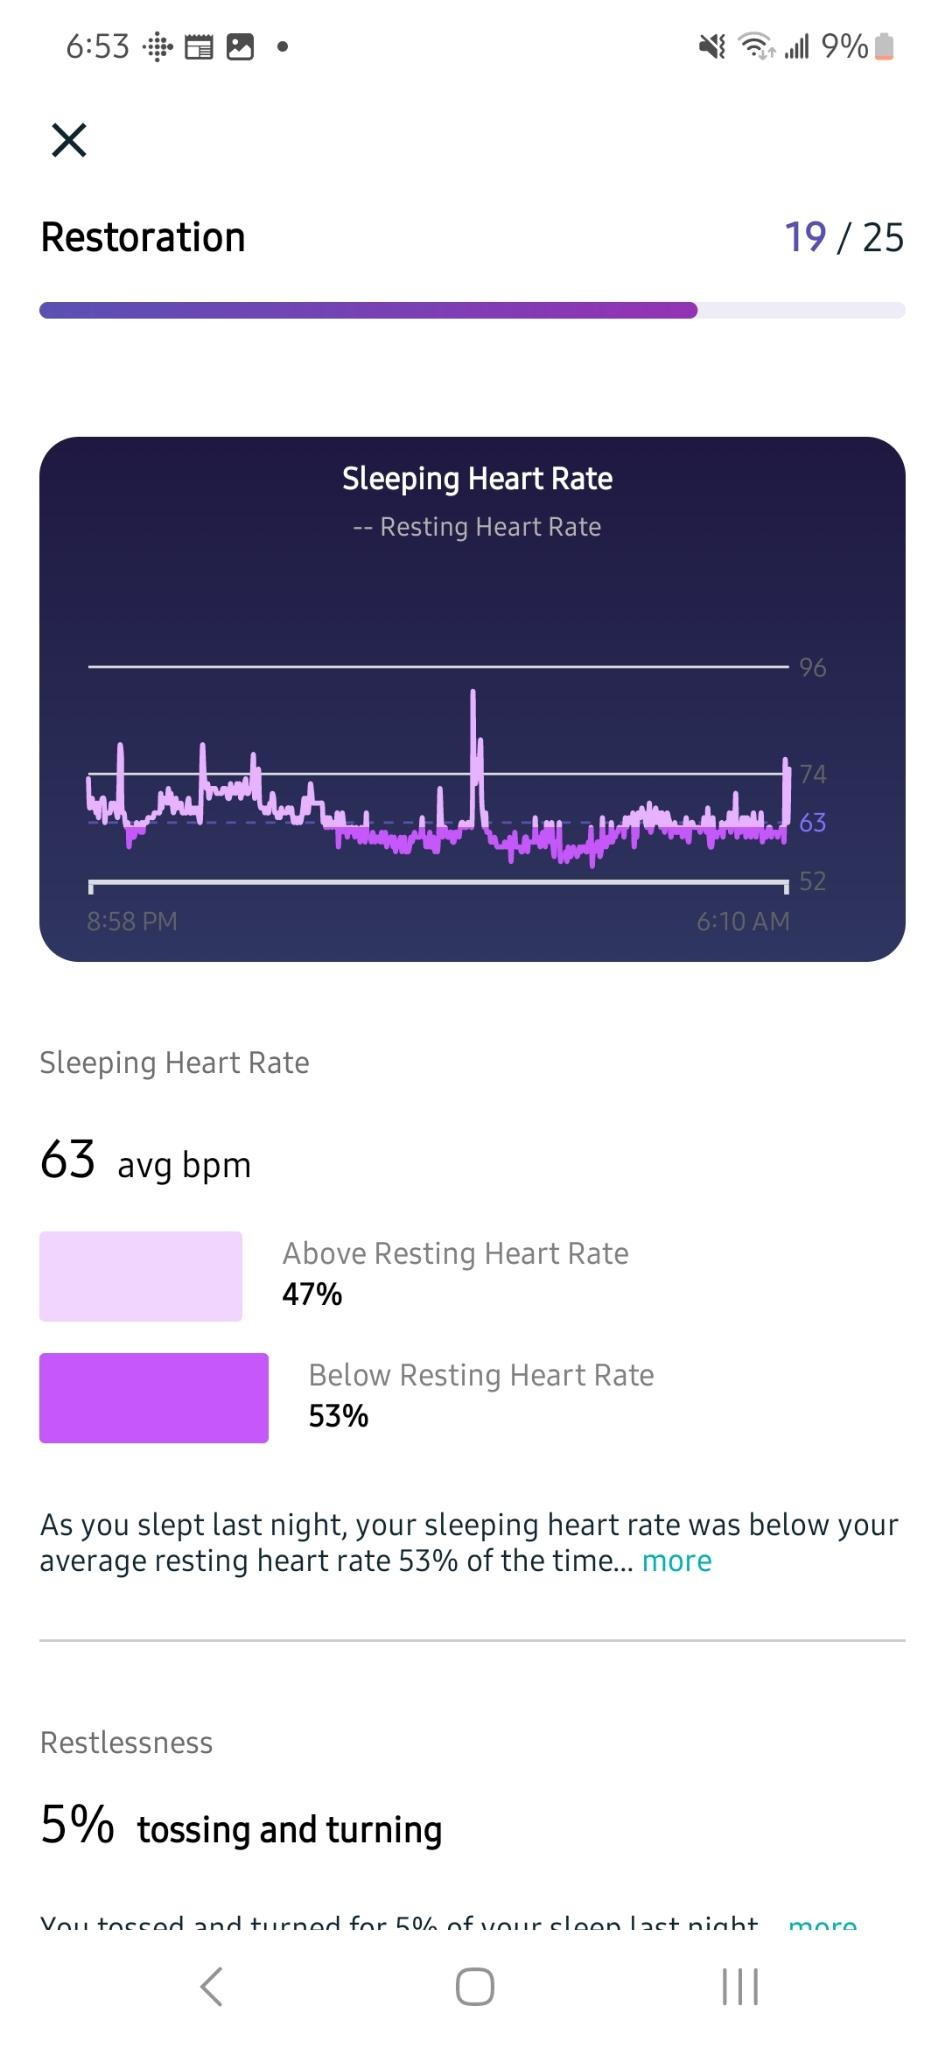 6:53
9%
Restoration
19 / 25
Sleeping Heart Rate
-- Resting Heart Rate
96
74
63
52
8:58 PM
6:10 AM
Sleeping Heart Rate
63 avg bpm
Above Resting Heart Rate
47%
Below Resting Heart Rate
53%
As you slept last night, your sleeping heart rate was below your
average resting heart rate 53% of the time... more
Restlessness
5% tossing and turning
You tossed and turned for 5% of your sleep last night... more